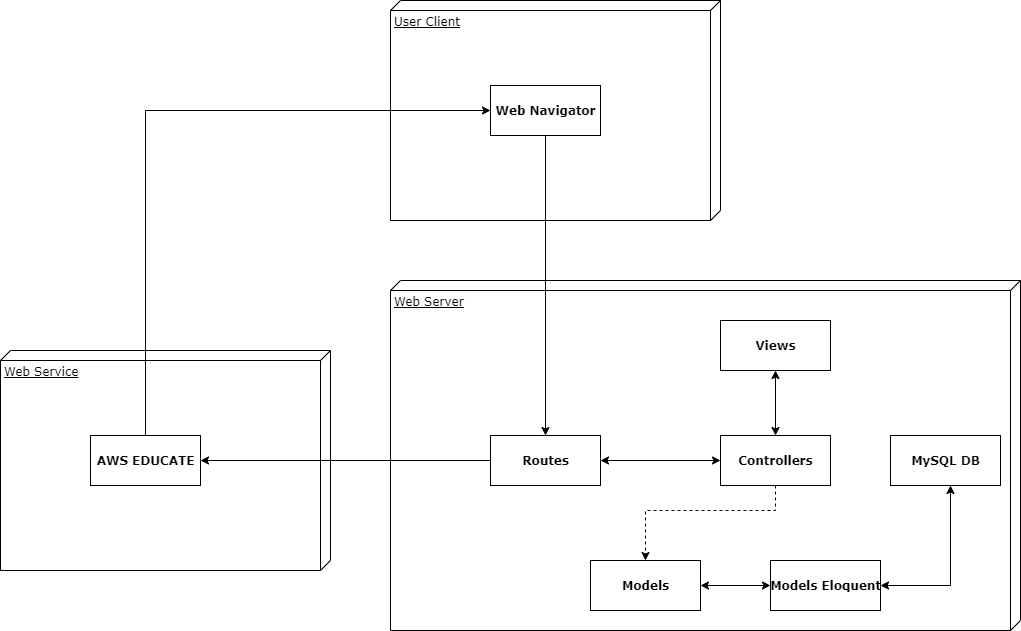 User Client
Web Navigator
Web Server
Views
Web Service
AWS EDUCATE
Routes
Controllers
MySQL DB
Models
Models Eloquent